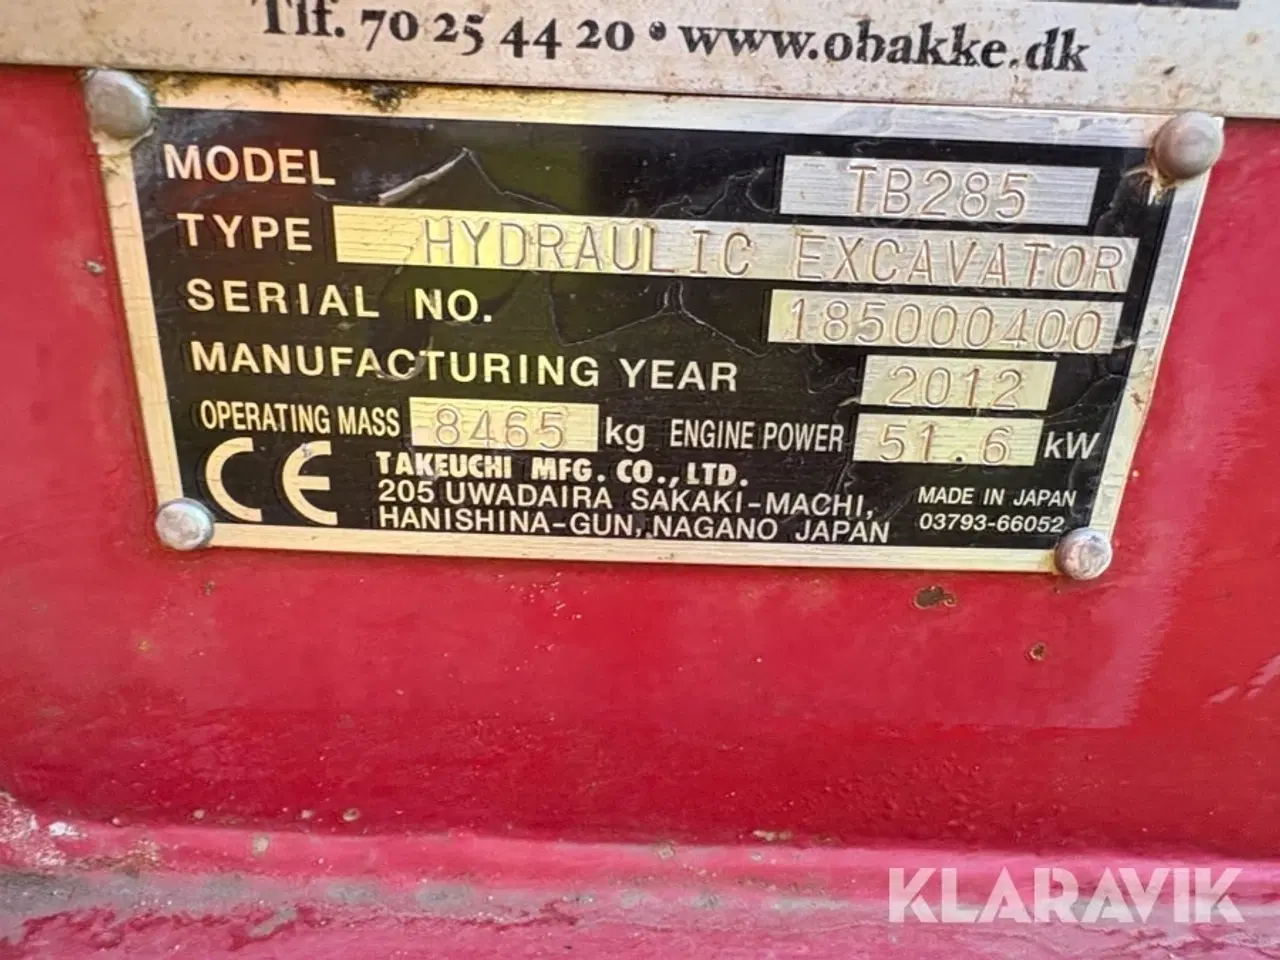 Tlf. 70 25 44 20 • www.obakke.dk
MODEL TB285
TYPE HYDRAULIC EXCAVATOR
SERIAL NO. 185000400
MANUFACTURING YEAR 2012
OPERATING MASS 8465 kg ENGINE POWER 51.6 kW
CE TAKEUCHI MFG. CO., LTD.
205 UWADAIRA SAKAKI-MACHI,
HANISHINA-GUN, NAGANO JAPAN
MADE IN JAPAN
03793-66052
KLARAVIK